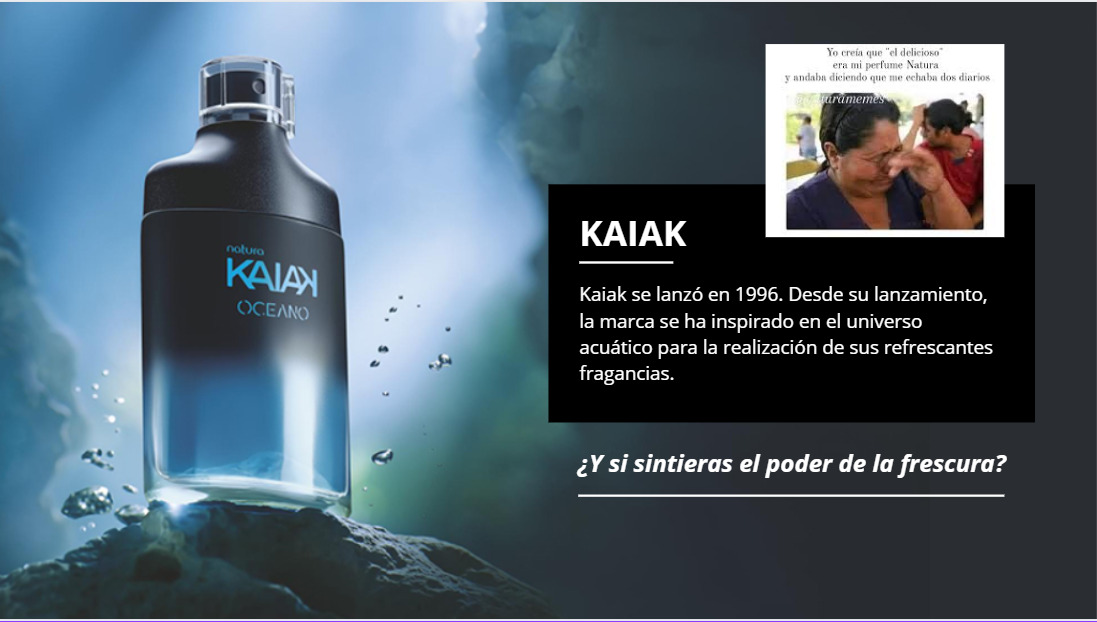 natura
KAIAK
OCEANO
Yo creía que "el delicioso"
era mi perfume Natura
y andaba diciendo que me echaba dos diarios
KAIAK
Kaiak se lanzó en 1996. Desde su lanzamiento,
la marca se ha inspirado en el universo
acuático para la realización de sus refrescantes
fragancias.
¿Y si sintieras el poder de la frescura?